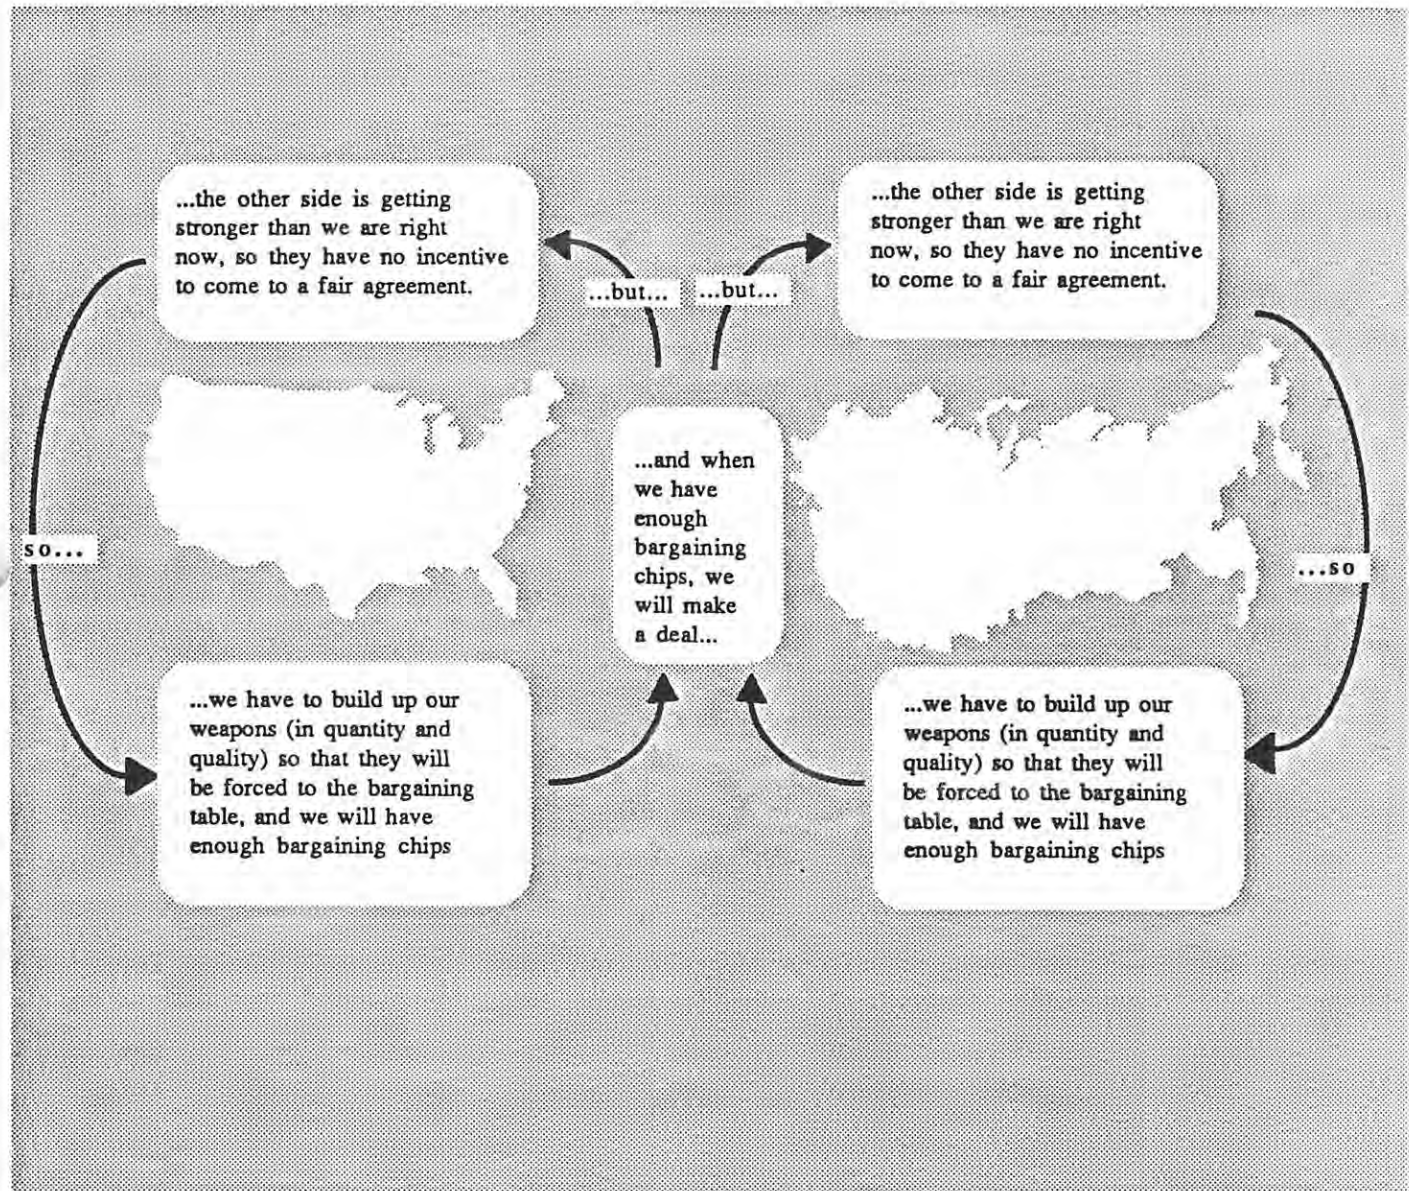 ...the other side is getting
stronger than we are right
now, so they have no incentive
to come to a fair agreement.
...but...
...but...
...the other side is getting
stronger than we are right
now, so they have no incentive
to come to a fair agreement.
so...
...and when
we have
enough
bargaining
chips, we
will make
a deal...
...so
...we have to build up our
weapons (in quantity and
quality) so that they will
be forced to the bargaining
table, and we will have
enough bargaining chips
...we have to build up our
weapons (in quantity and
quality) so that they will
be forced to the bargaining
table, and we will have
enough bargaining chips